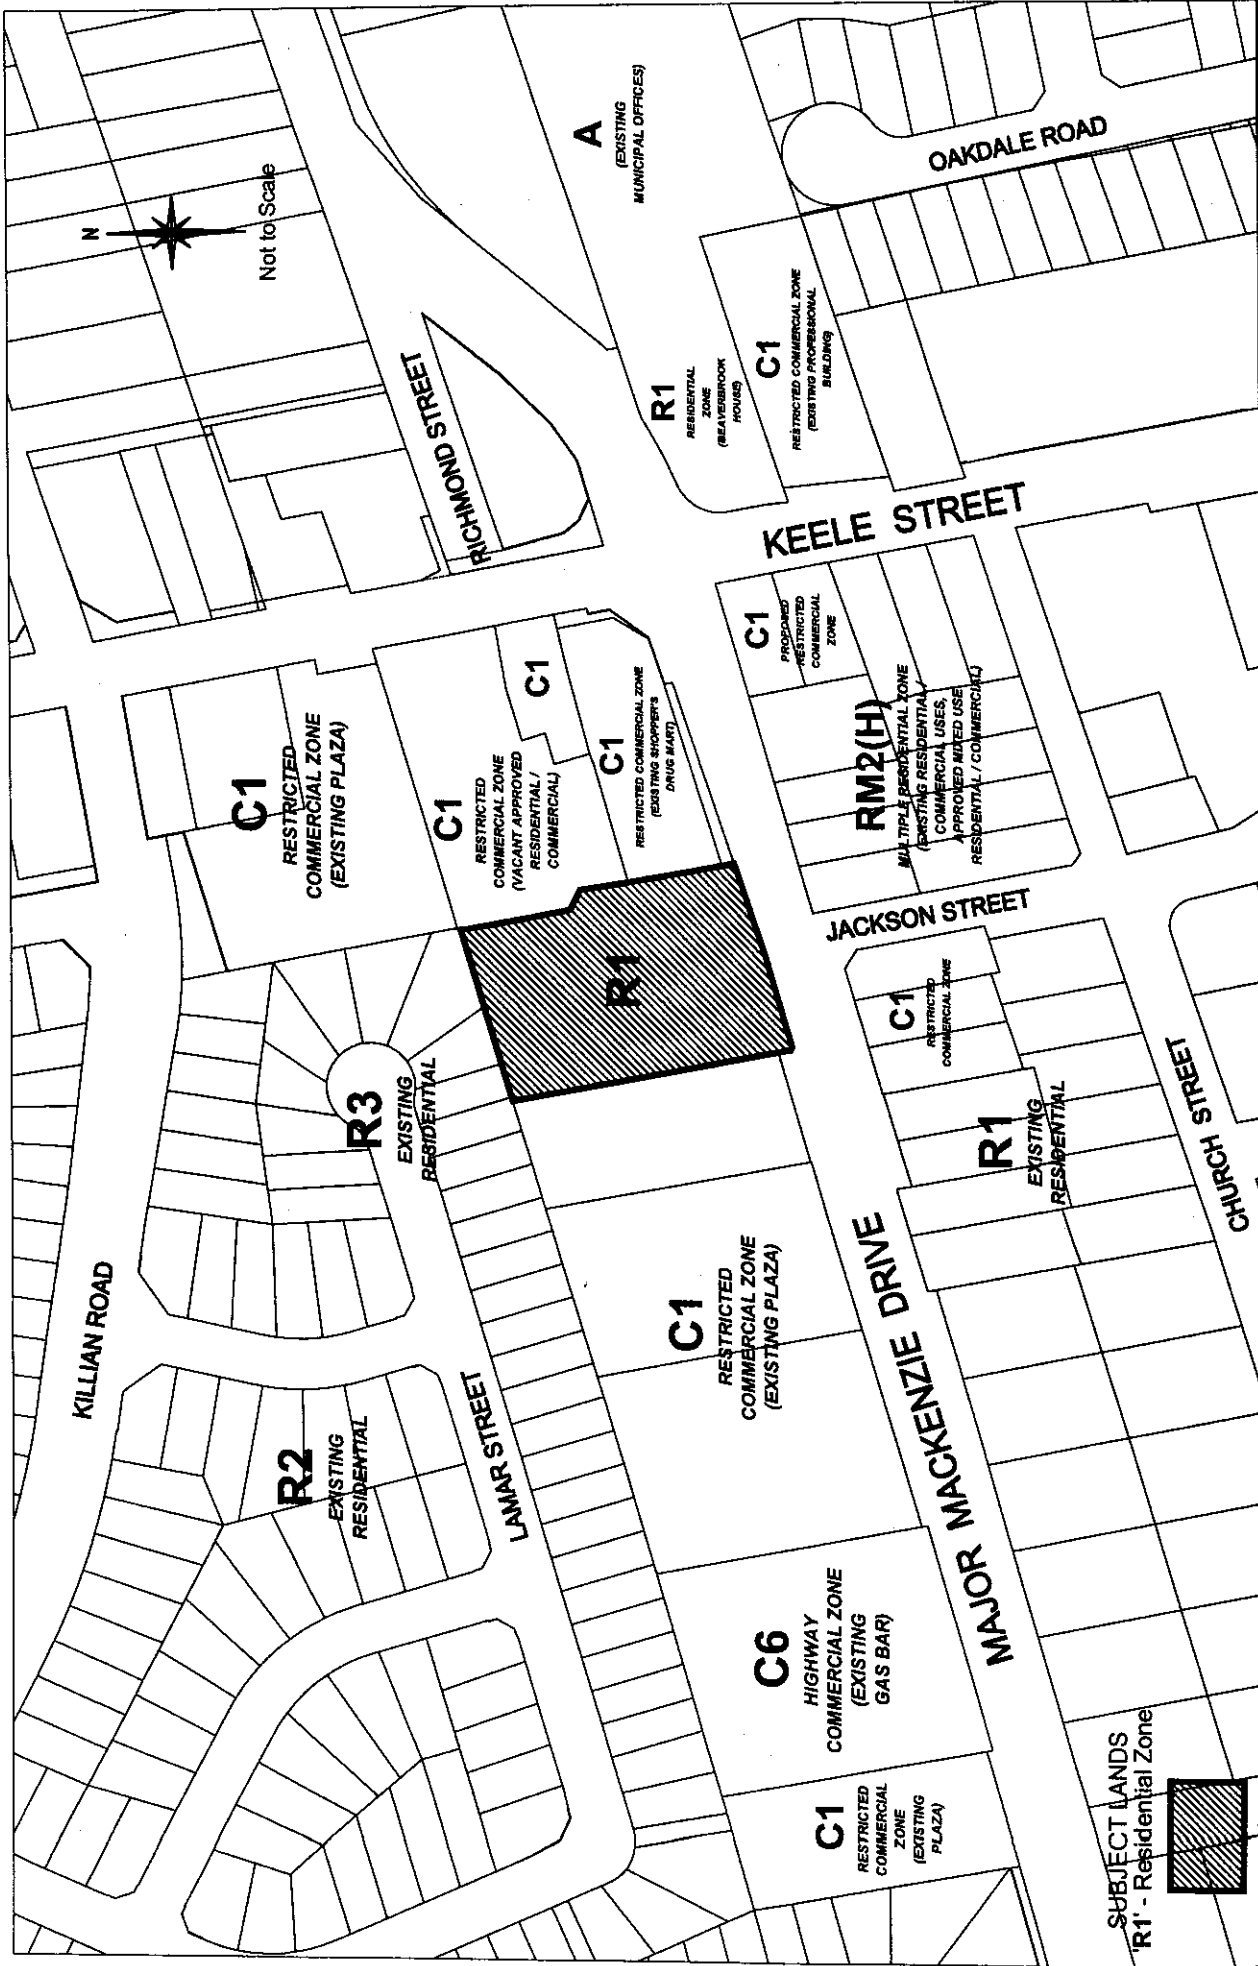 KILLIAN ROAD
R2
EXISTING
RESIDENTIAL
LAMAR STREET
R3
EXISTING
RESIDENTIAL
C1
RESTRICTED
COMMERCIAL ZONE
(EXISTING PLAZA)
RICHMOND STREET
N
Not to Scale
A
(EXISTING
MUNICIPAL OFFICES)
C1
RESTRICTED
COMMERCIAL ZONE
(VACANT APPROVED
RESIDENTIAL /
COMMERCIAL)
C1
C1
RESTRICTED COMMERCIAL ZONE
(EXISTING SHOPPER'S
DRUG MART)
R1
R1
RESIDENTIAL
ZONE
(BEAVERBROOK
HOUSE)
C1
RESTRICTED COMMERCIAL ZONE
(EXISTING PROFESSIONAL
BUILDING)
OAKDALE ROAD
KEELE STREET
C1
RESTRICTED
COMMERCIAL ZONE
(EXISTING PLAZA)
C6
HIGHWAY
COMMERCIAL ZONE
(EXISTING
GAS BAR)
C1
RESTRICTED
COMMERCIAL
ZONE
(EXISTING
PLAZA)
MAJOR MACKENZIE DRIVE
C1
PROPOSED
RESTRICTED
COMMERCIAL
ZONE
RM2(H)
MULTIPLE RESIDENTIAL ZONE
(EXISTING RESIDENTIAL /
COMMERCIAL USES,
APPROVED MIXED USE
RESIDENTIAL / COMMERCIAL)
JACKSON STREET
C1
RESTRICTED
COMMERCIAL ZONE
R1
EXISTING
RESIDENTIAL
CHURCH STREET
SUBJECT LANDS
'R1' - Residential Zone